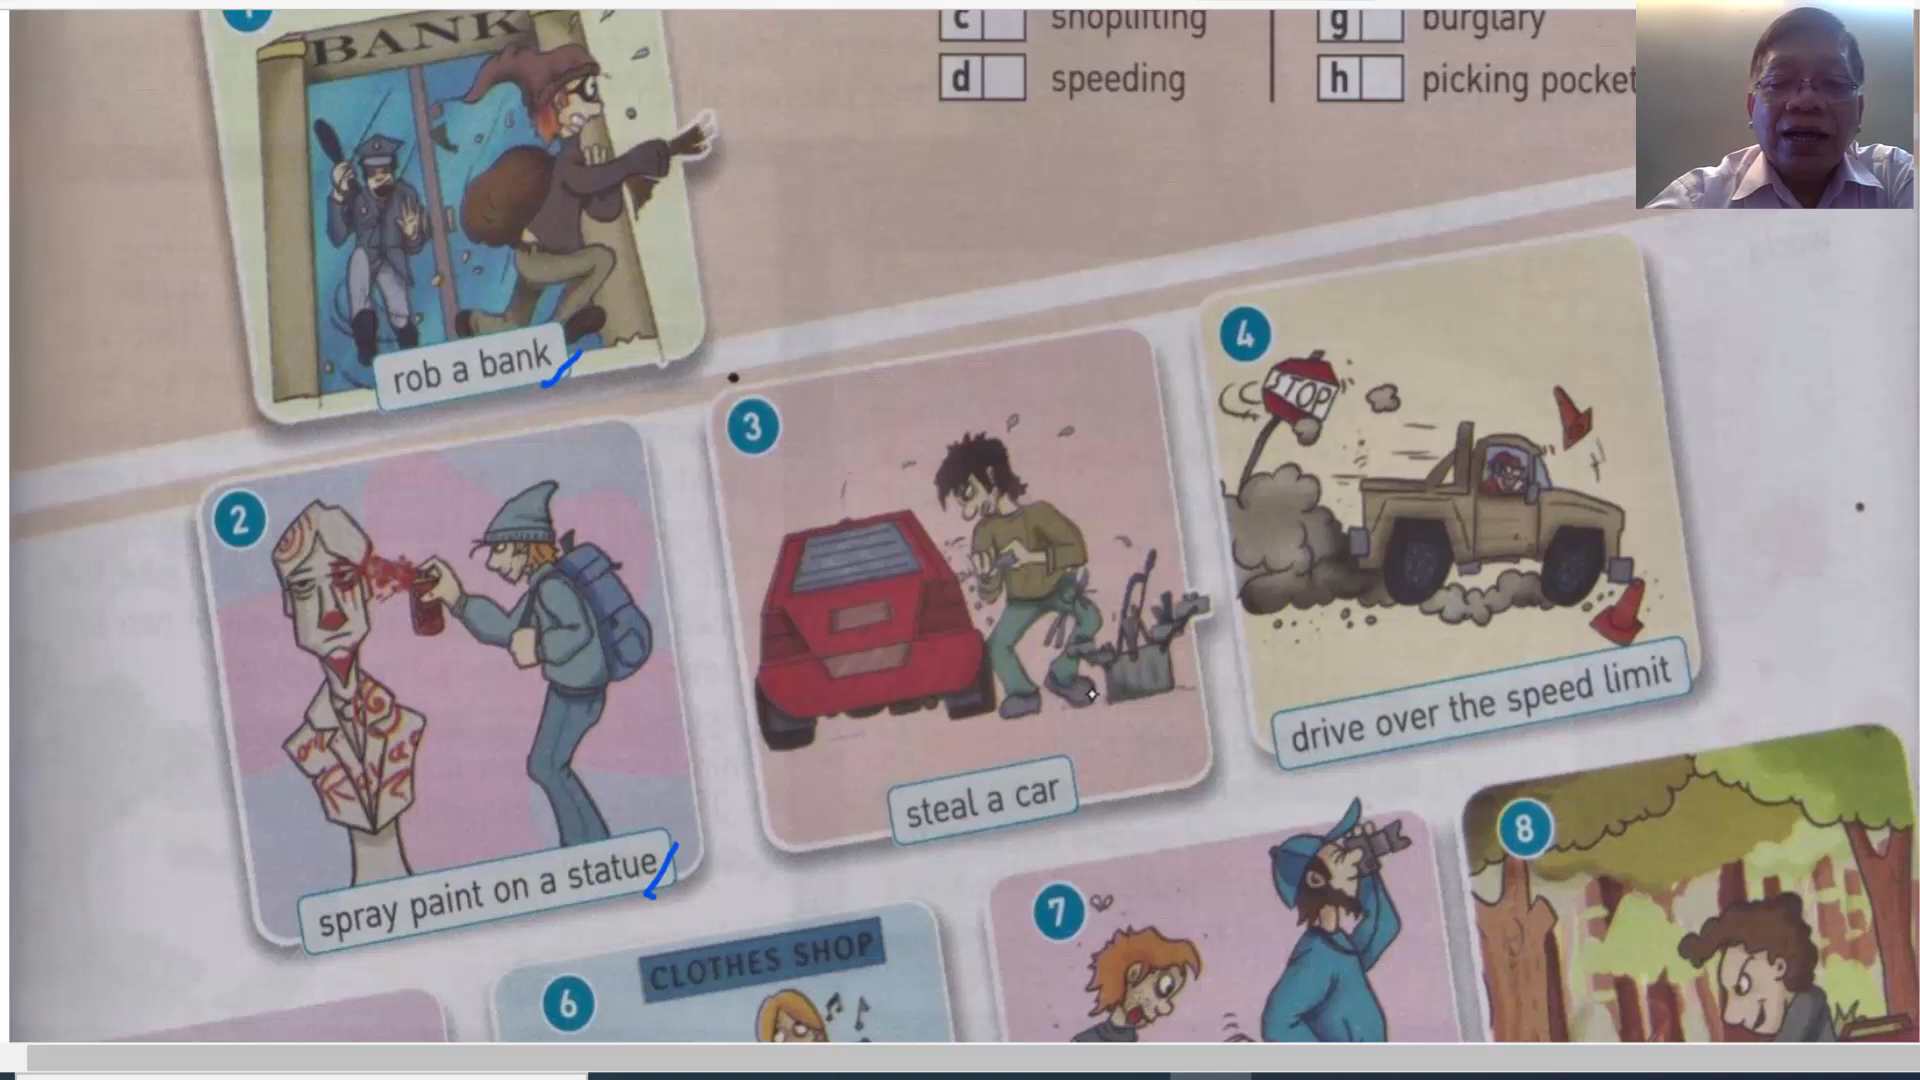 1
BANK
rob a bank
c shoplifting
d speeding
g burglary
h picking pocket
2
spray paint on a statue
3
steal a car
4
STOP
drive over the speed limit
6
CLOTHES SHOP
7
8